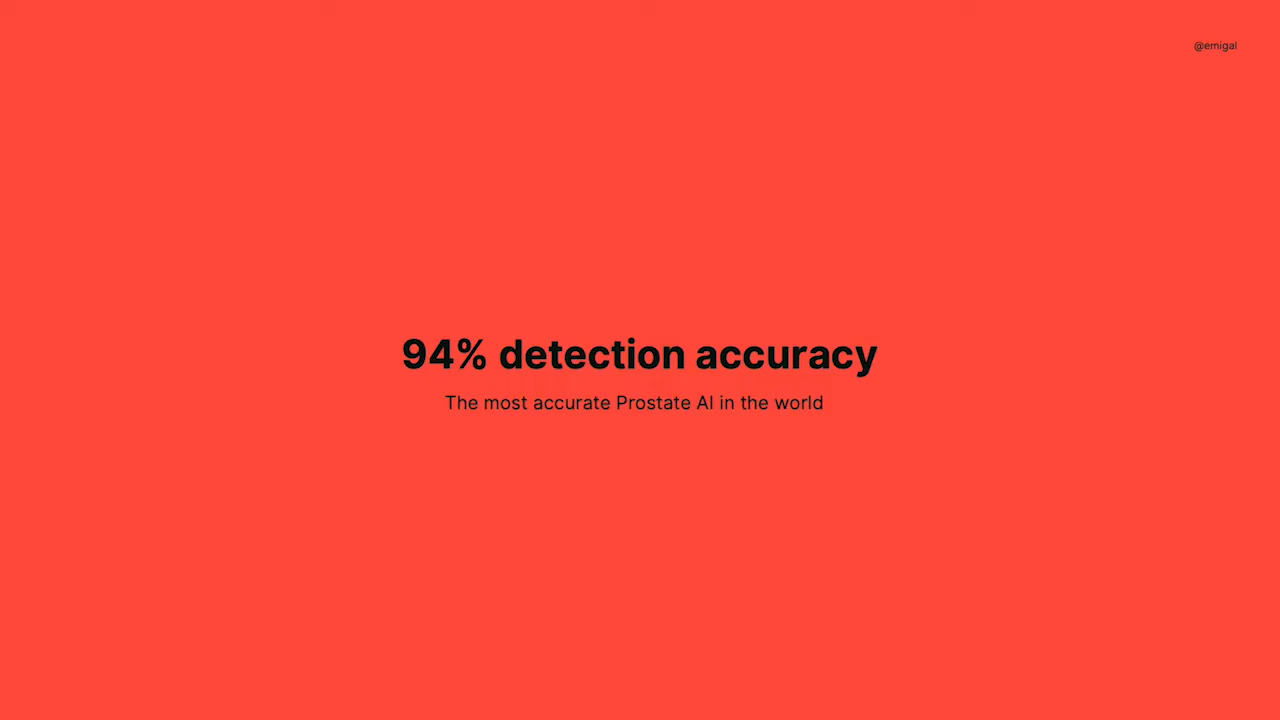 @emigal
94% detection accuracy
The most accurate Prostate AI in the world